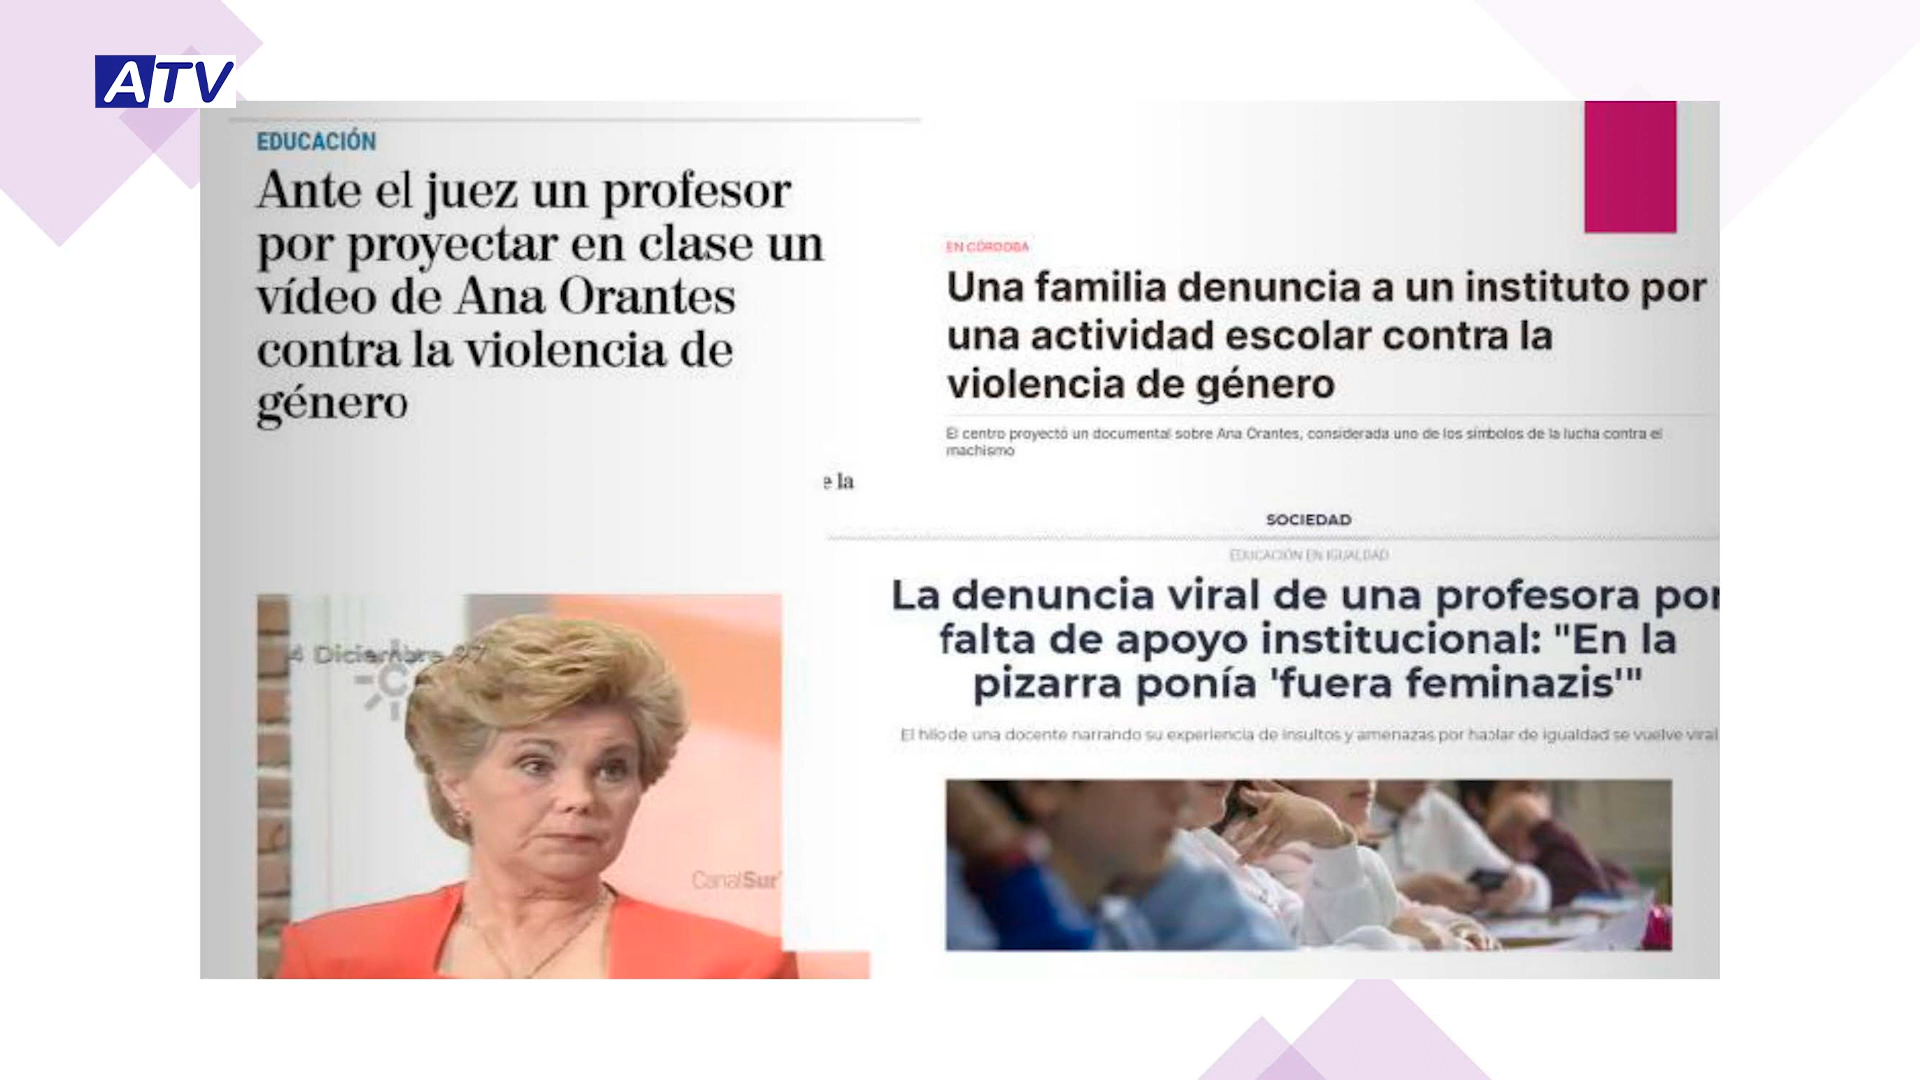 ATV
EDUCACIÓN
Ante el juez un profesor
por proyectar en clase un
vídeo de Ana Orantes
contra la violencia de
género
e la
4 Diciembre 97
CanalSur
EN CÓRDOBA
Una familia denuncia a un instituto por
una actividad escolar contra la
violencia de género
El centro proyectó un documental sobre Ana Orantes, considerada uno de los símbolos de la lucha contra el
machismo
SOCIEDAD
EDUCACIÓN EN IGUALDAD
La denuncia viral de una profesora por
falta de apoyo institucional: "En la
pizarra ponía 'fuera feminazis'"
El hilo de una docente narrando su experiencia de insultos y amenazas por hablar de igualdad se vuelve viral